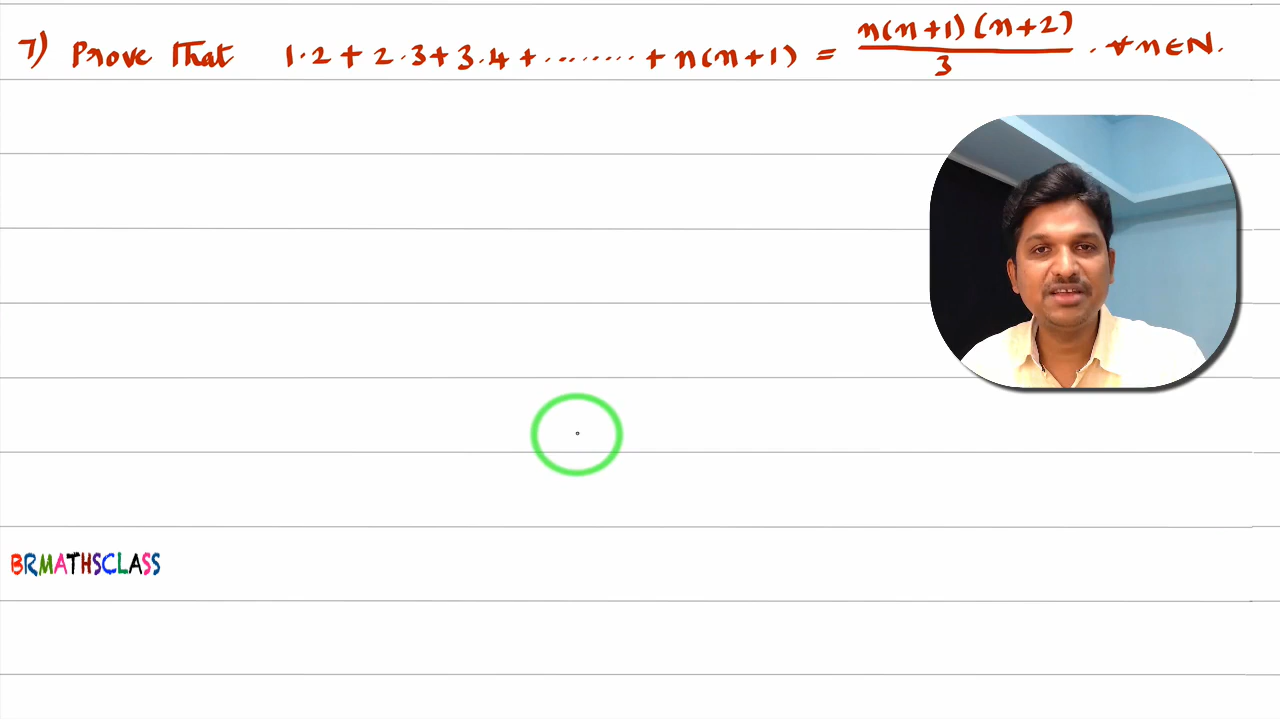 7) Prove That 1·2 + 2·3 + 3·4 + ........ + n(n+1) = n(n+1)(n+2)/3 . ∀ n ∈ N.
BRMATHSCLASS